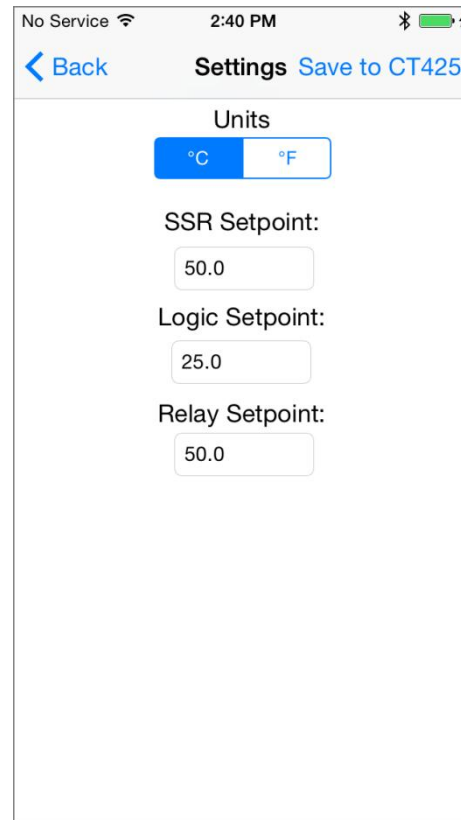 No Service 2:40 PM
Back Settings Save to CT425
Units
°C °F
SSR Setpoint:
50.0
Logic Setpoint:
25.0
Relay Setpoint:
50.0